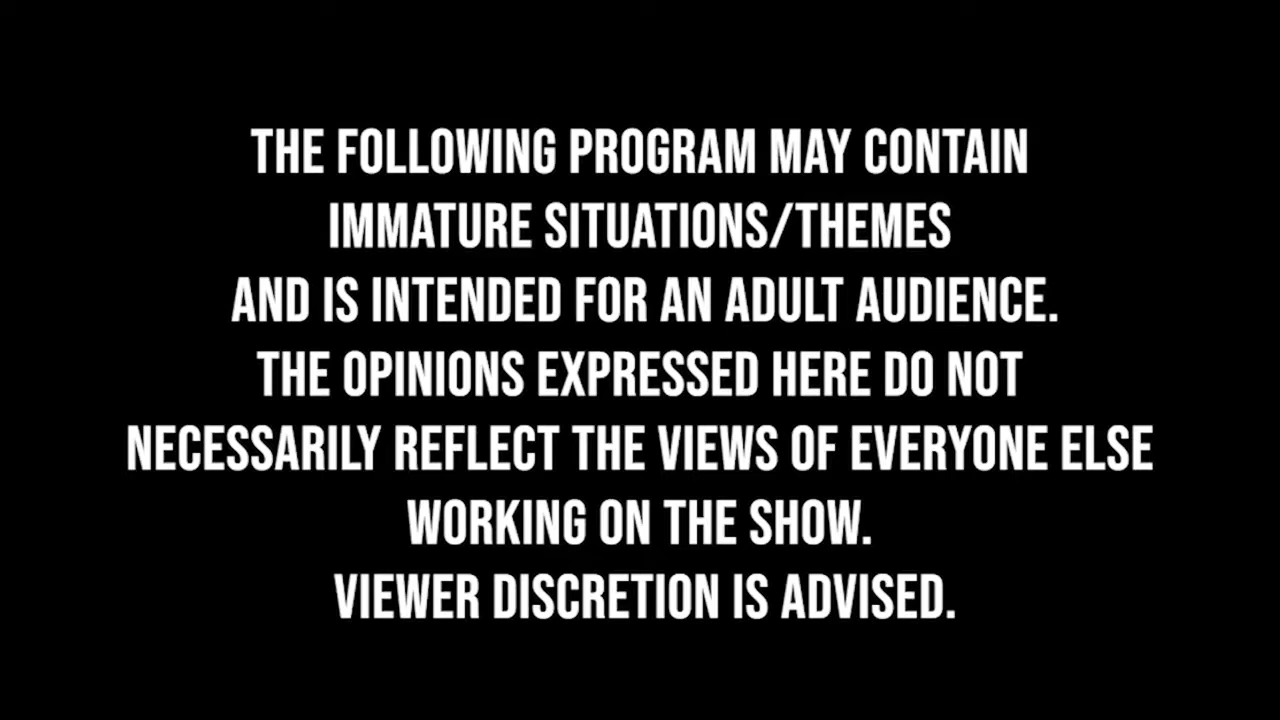 THE FOLLOWING PROGRAM MAY CONTAIN
IMMATURE SITUATIONS/THEMES
AND IS INTENDED FOR AN ADULT AUDIENCE.
THE OPINIONS EXPRESSED HERE DO NOT
NECESSARILY REFLECT THE VIEWS OF EVERYONE ELSE
WORKING ON THE SHOW.
VIEWER DISCRETION IS ADVISED.